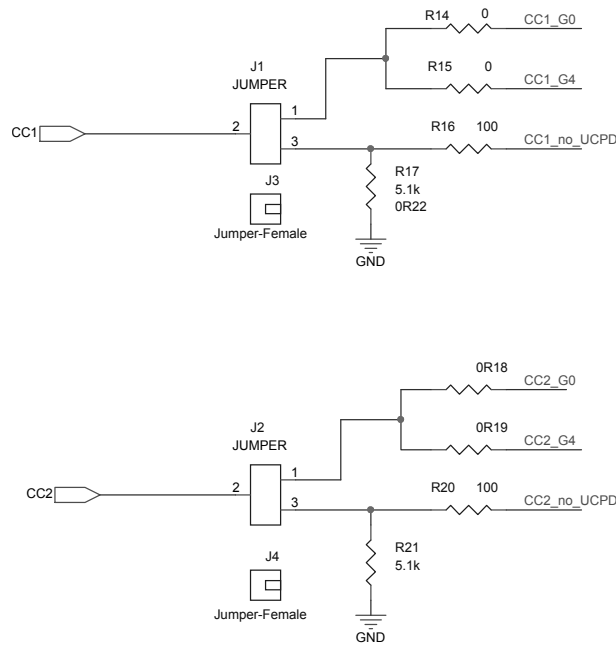 R14 0 CC1_G0
R15 0 CC1_G4
J1
JUMPER
1
CC1 2
R16 100 CC1_no_UCPD
3
J3
R17
5.1k
0R22
Jumper-Female
GND
0R18 CC2_G0
0R19 CC2_G4
J2
JUMPER
1
CC2 2
R20 100 CC2_no_UCPD
3
J4
R21
5.1k
Jumper-Female
GND